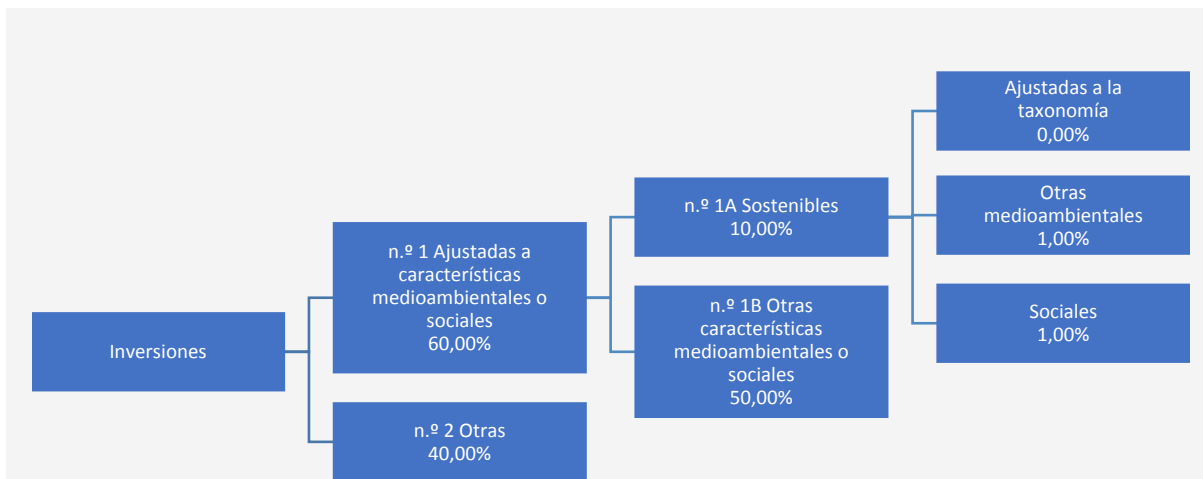 Inversiones
n.º 1 Ajustadas a
características
medioambientales o
sociales
60,00%
n.º 2 Otras
40,00%
n.º 1A Sostenibles
10,00%
n.º 1B Otras
características
medioambientales o
sociales
50,00%
Ajustadas a la
taxonomía
0,00%
Otras
medioambientales
1,00%
Sociales
1,00%